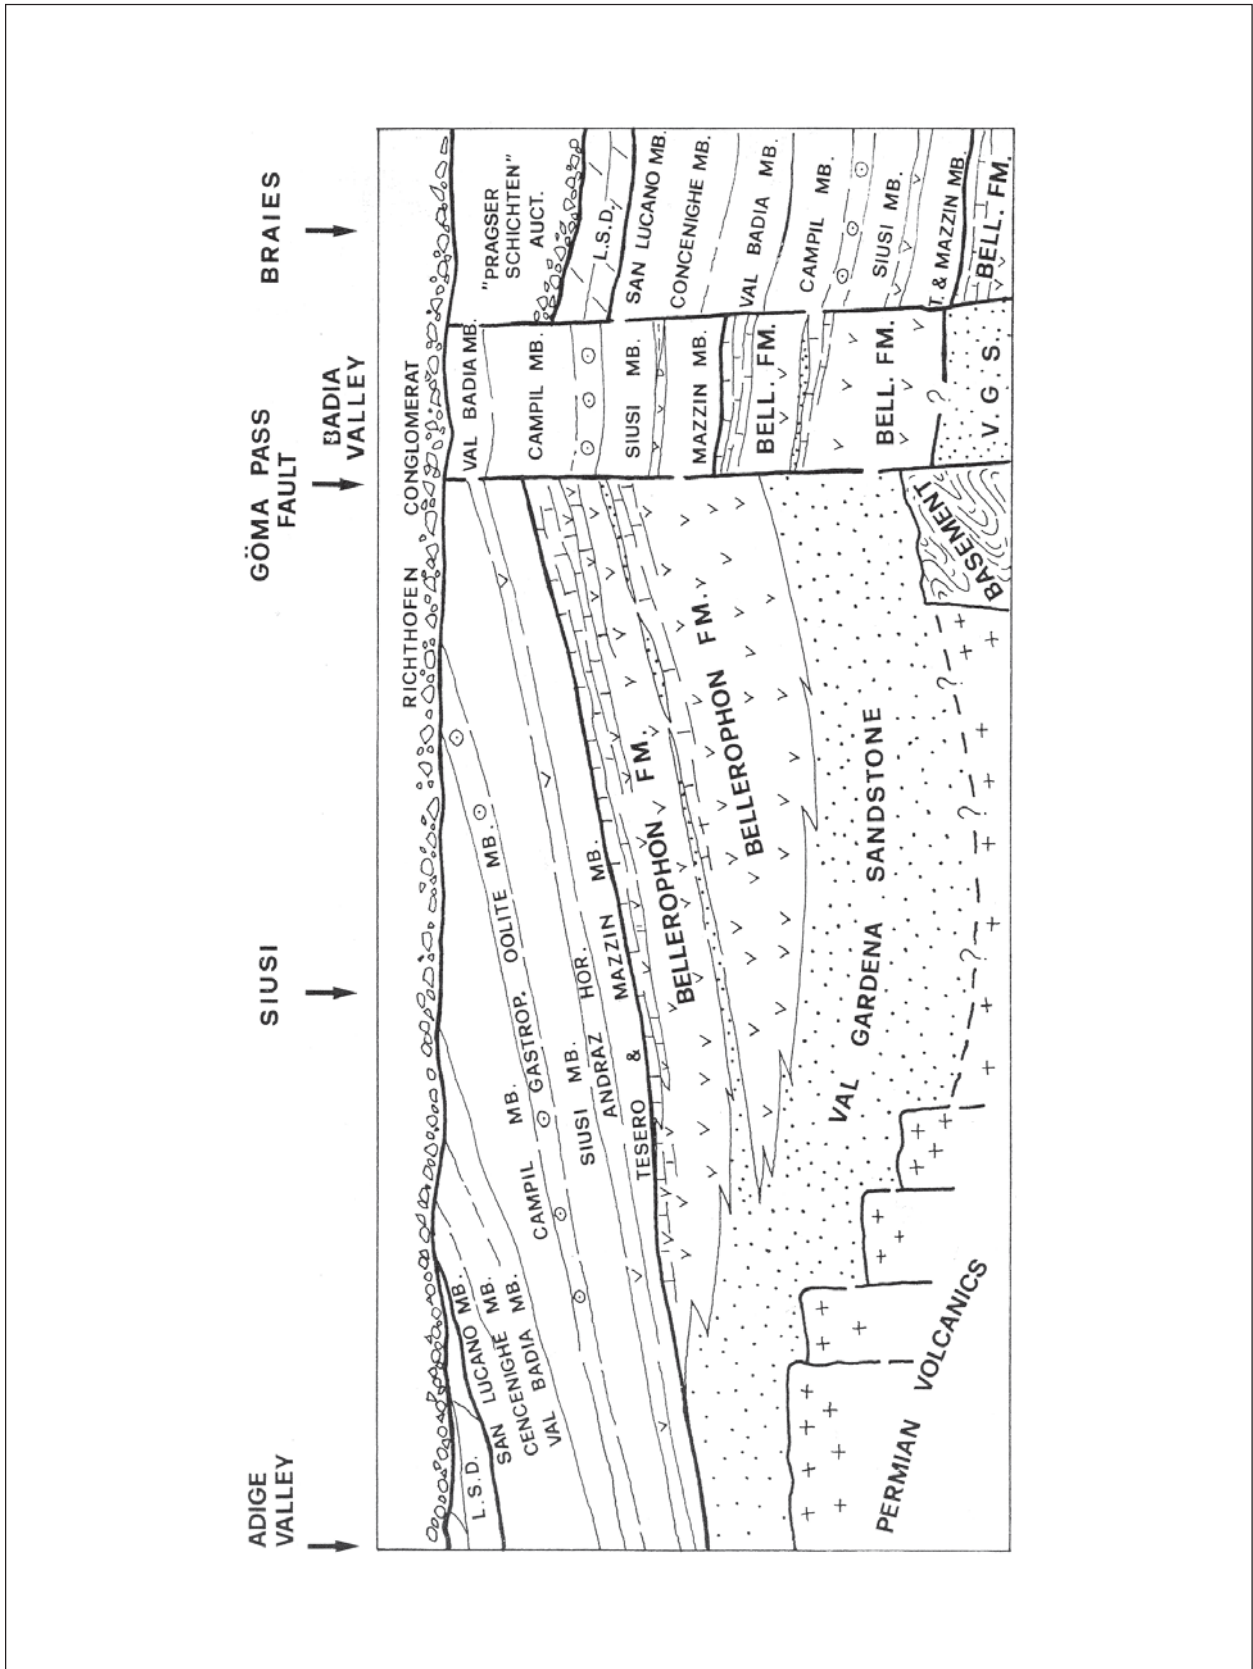 ADIGE
VALLEY
SIUSI
GÖMA PASS
FAULT
BADIA
VALLEY
BRAIES
RICHTHOFEN CONGLOMERAT
L.S.D.
SAN LUCANO MB.
CENCENIGHE MB.
VAL BADIA MB.
CAMPIL MB.
GASTROP. OOLITE MB.
SIUSI MB.
ANDRAZ HOR.
TESERO & MAZZIN MB.
BELLEROPHON FM.
BELLEROPHON FM.
VAL GARDENA SANDSTONE
PERMIAN VOLCANICS
? ? ?
BASEMENT
VAL BADIA MB.
CAMPIL MB.
SIUSI MB.
MAZZIN MB.
BELL. FM.
BELL. FM.
?
V. G. S.
"PRAGSER
SCHICHTEN"
AUCT.
L.S.D.
SAN LUCANO MB.
CONCENIGHE MB.
VAL BADIA MB.
CAMPIL MB.
SIUSI MB.
T. & MAZZIN MB.
BELL. FM.